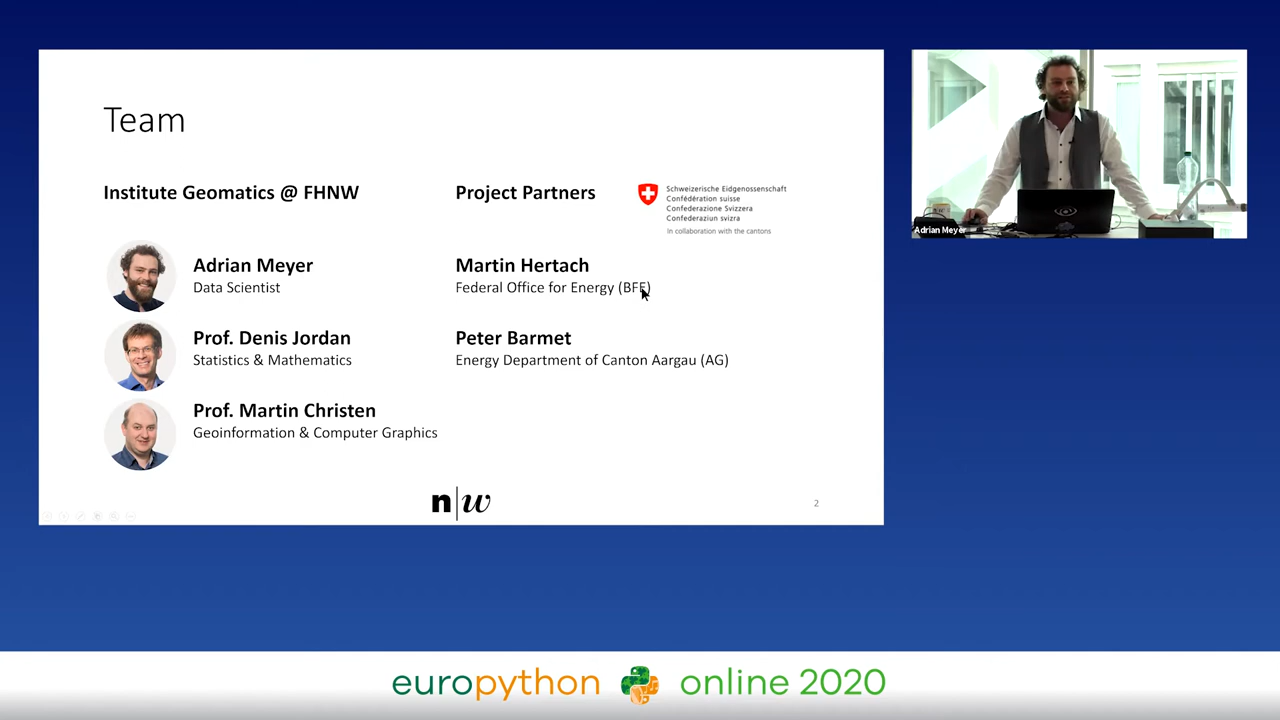 Team
Institute Geomatics @ FHNW
Adrian Meyer
Data Scientist
Prof. Denis Jordan
Statistics & Mathematics
Prof. Martin Christen
Geoinformation & Computer Graphics
Project Partners
Schweizerische Eidgenossenschaft
Confédération suisse
Confederazione Svizzera
Confederaziun svizra
In collaboration with the cantons
Martin Hertach
Federal Office for Energy (BFE)
Peter Barmet
Energy Department of Canton Aargau (AG)
n|w
2
Adrian Meyer
europython online 2020